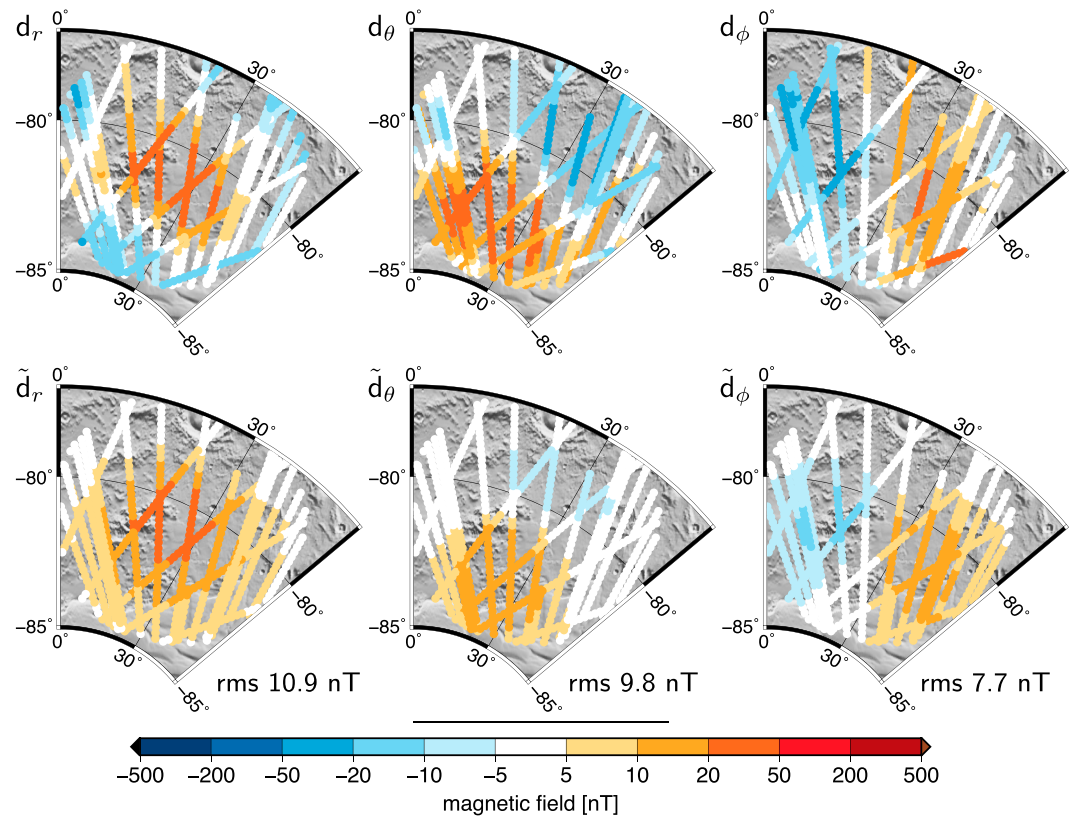 d_r 0° 30° −80° −85° 0° 30° −85° −80°
d_θ 0° 30° −80° −85° 0° 30° −85° −80°
d_ϕ 0° 30° −80° −85° 0° 30° −85° −80°
d̃_r 0° 30° −80° −85° 0° 30° −85° −80°
rms 10.9 nT
d̃_θ 0° 30° −80° −85° 0° 30° −85° −80°
rms 9.8 nT
d̃_ϕ 0° 30° −80° −85° 0° 30° −85° −80°
rms 7.7 nT
−500 −200 −50 −20 −10 −5 5 10 20 50 200 500
magnetic field [nT]